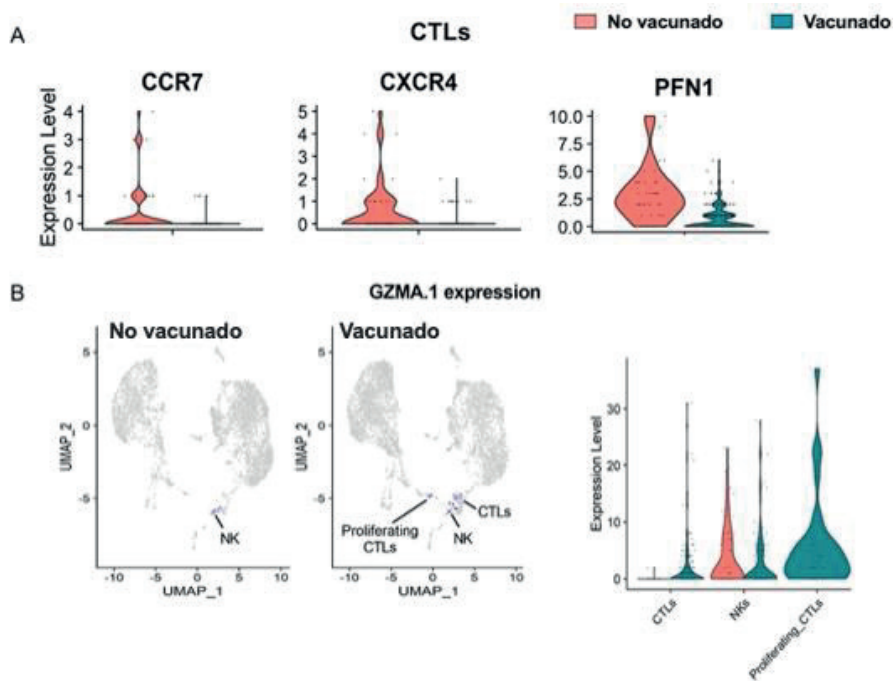 A
CTLs
No vacunado
Vacunado
CCR7
CXCR4
PFN1
Expression Level
4
3
2
1
0
5
4
3
2
1
0
10.0
7.5
5.0
2.5
0.0
B
GZMA.1 expression
No vacunado
Vacunado
UMAP_2
5
0
-5
NK
-10
-5
0
5
10
UMAP_1
UMAP_2
5
0
-5
Proliferating
CTLs
NK
CTLs
-10
-5
0
5
10
UMAP_1
Expression Level
30
20
10
0
CTLs
NKs
Proliferating_CTLs